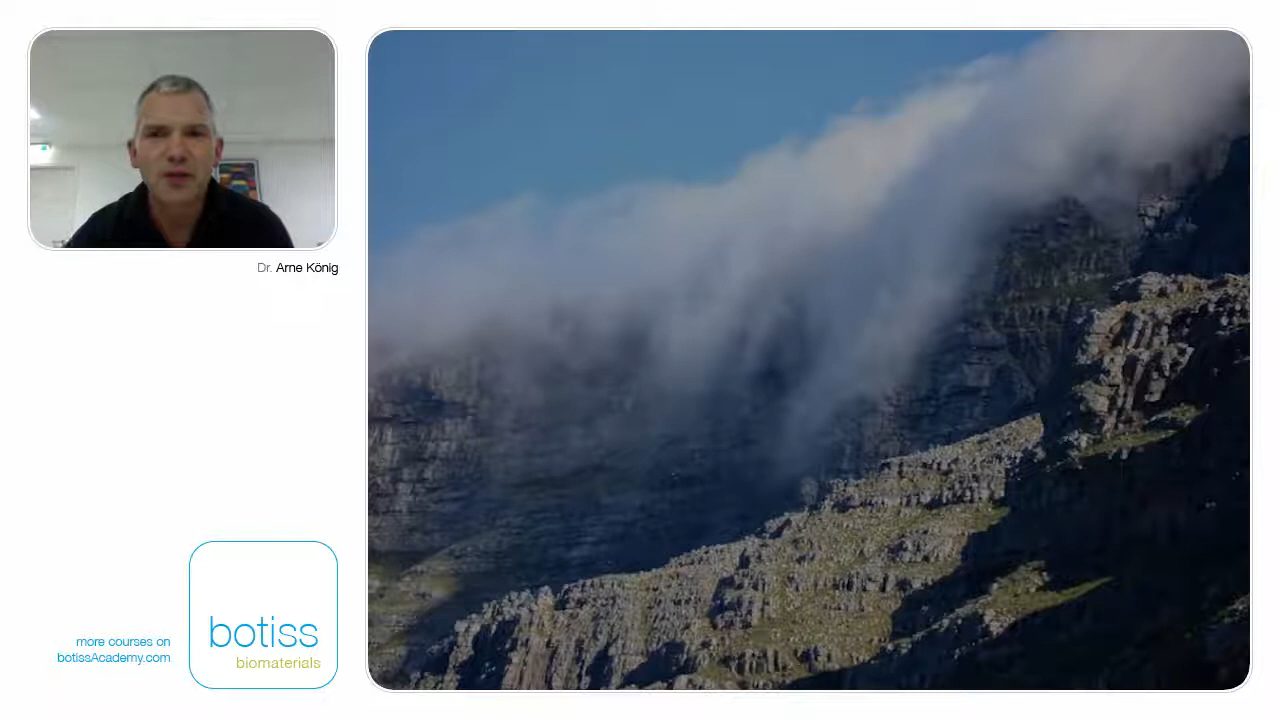 Dr. Arne König
more courses on
botissAcademy.com
botiss
biomaterials